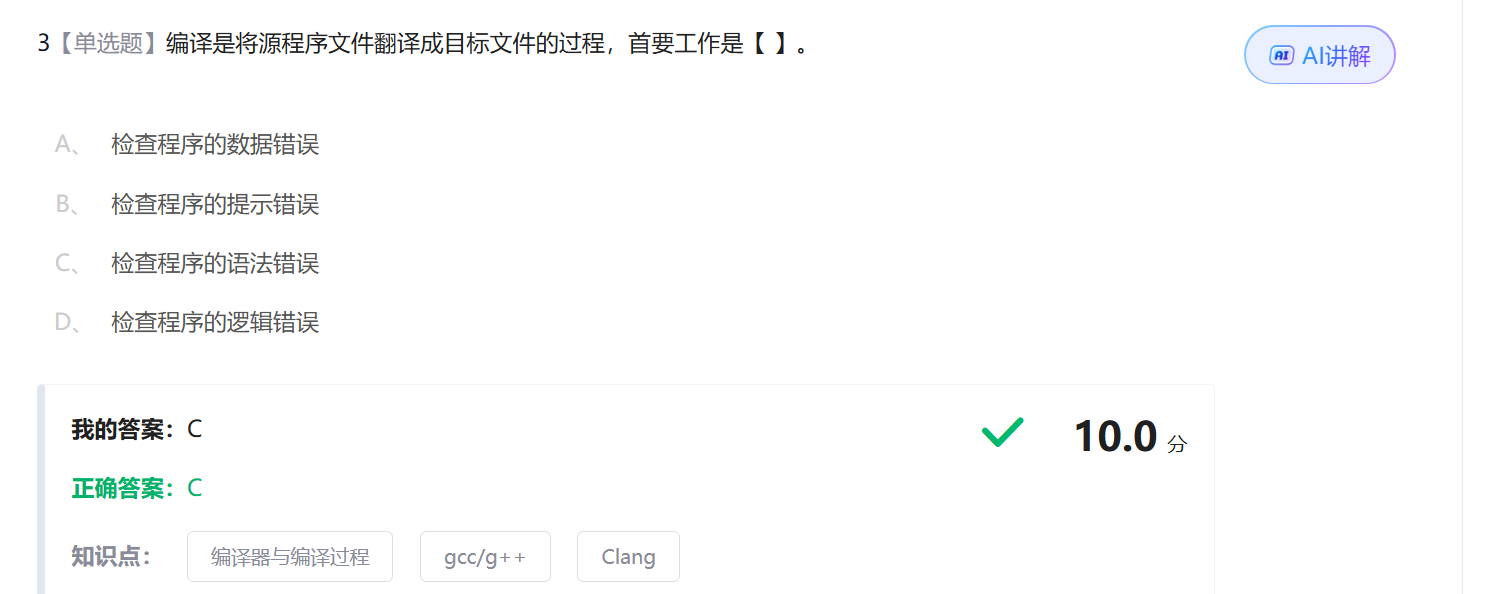 3【单选题】编译是将源程序文件翻译成目标文件的过程，首要工作是【 】。
AI AI讲解
A、 检查程序的数据错误
B、 检查程序的提示错误
C、 检查程序的语法错误
D、 检查程序的逻辑错误
我的答案：C
10.0 分
正确答案：C
知识点： 编译器与编译过程 gcc/g++ Clang